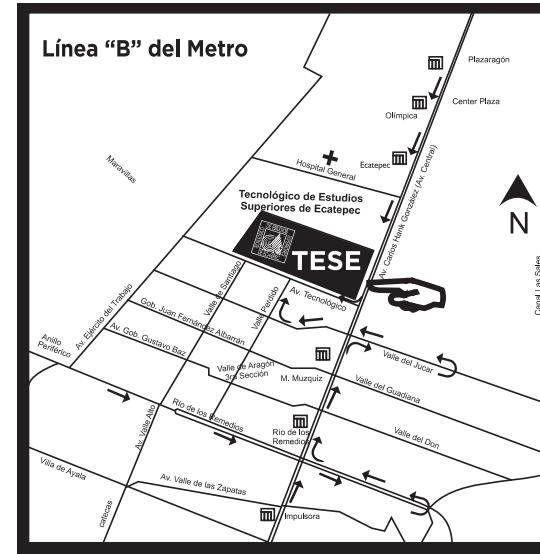 Línea “B” del Metro
Plazaragón
Center Plaza
Olímpica
Ecatepec
Hospital General
Maravillas
Av. Carlos Hank González (Av. Central)
Tecnológico de Estudios
Superiores de Ecatepec
TESE
N
Canal Las Sales
Valle de Santiago
Valle Perdido
Av. Tecnológico
Av. Ejército del Trabajo
Gob. Juan Fernández Albarrán
Av. Gob. Gustavo Baz
Anillo
Periférico
Valle de Aragón
3ra Sección
M. Muzquiz
Valle del Jucar
Valle del Guadiana
Valle del Don
Río de los Remedios
Río de los
Remedios
Av. Valle Alto
Villa de Ayala
Av. Valle de las Zapatas
catecas
Impulsora